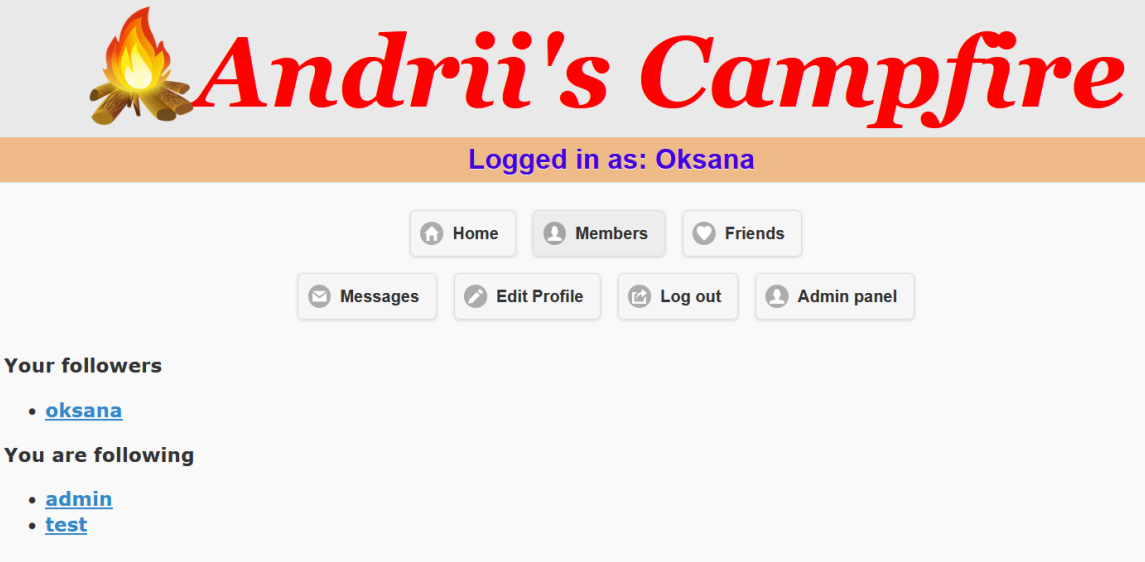 Andrii's Campfire
Logged in as: Oksana
Home Members Friends
Messages Edit Profile Log out Admin panel
Your followers
• oksana
You are following
• admin
• test